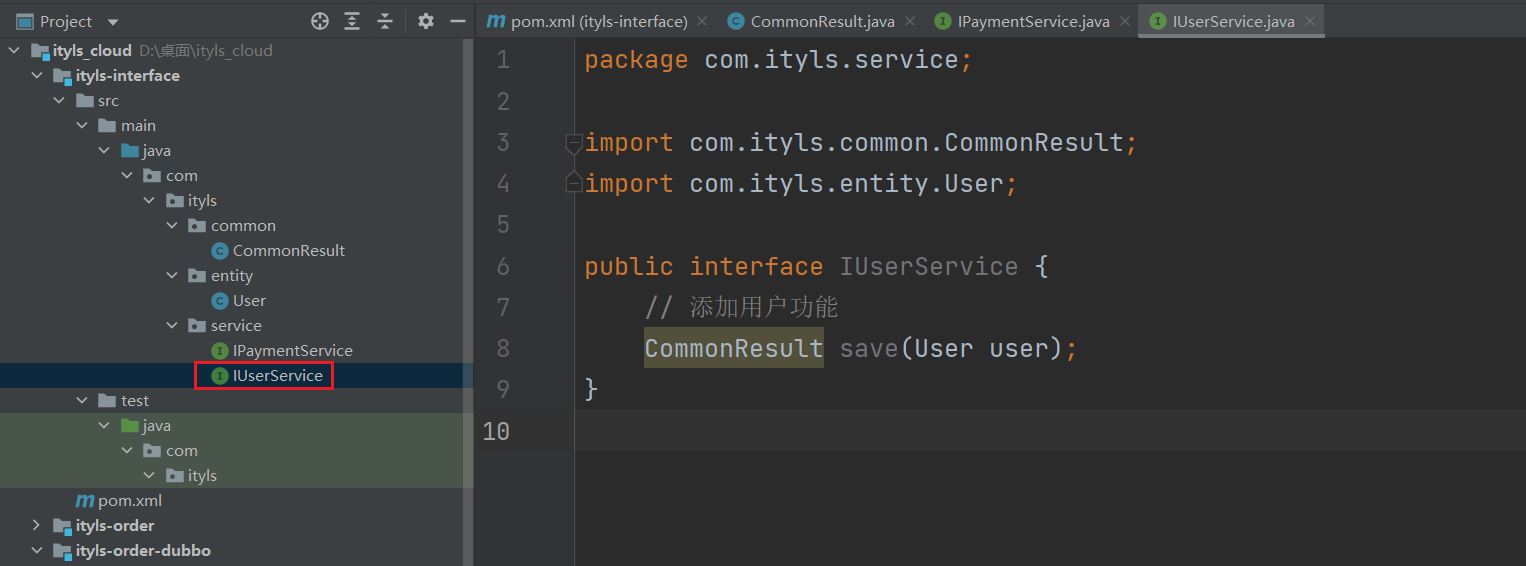 Project
ityls_cloud D:\桌面\ityls_cloud
ityls-interface
src
main
java
com
ityls
common
CommonResult
entity
User
service
IPaymentService
IUserService
test
java
com
ityls
pom.xml
ityls-order
ityls-order-dubbo
pom.xml (ityls-interface)
CommonResult.java
IPaymentService.java
IUserService.java
1 package com.ityls.service;
2
3 import com.ityls.common.CommonResult;
4 import com.ityls.entity.User;
5
6 public interface IUserService {
7 // 添加用户功能
8 CommonResult save(User user);
9 }
10